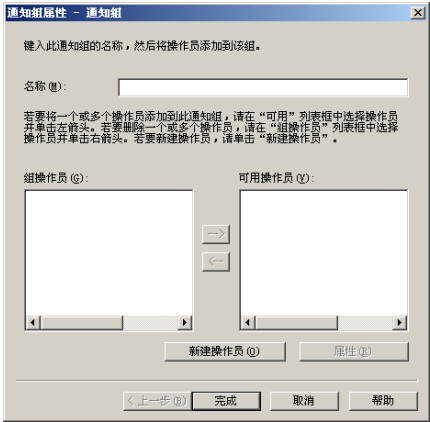 通知组属性 - 通知组
键入此通知组的名称，然后将操作员添加到该组。
名称(M):
若要将一个或多个操作员添加到此通知组，请在“可用”列表框中选择操作员
并单击左箭头。若要删除一个或多个操作员，请在“组操作员”列表框中选择
操作员并单击右箭头。若要新建操作员，请单击“新建操作员”。
组操作员(G):
可用操作员(V):
-->
<--
新建操作员(O)
属性(R)
< 上一步(B)
完成
取消
帮助